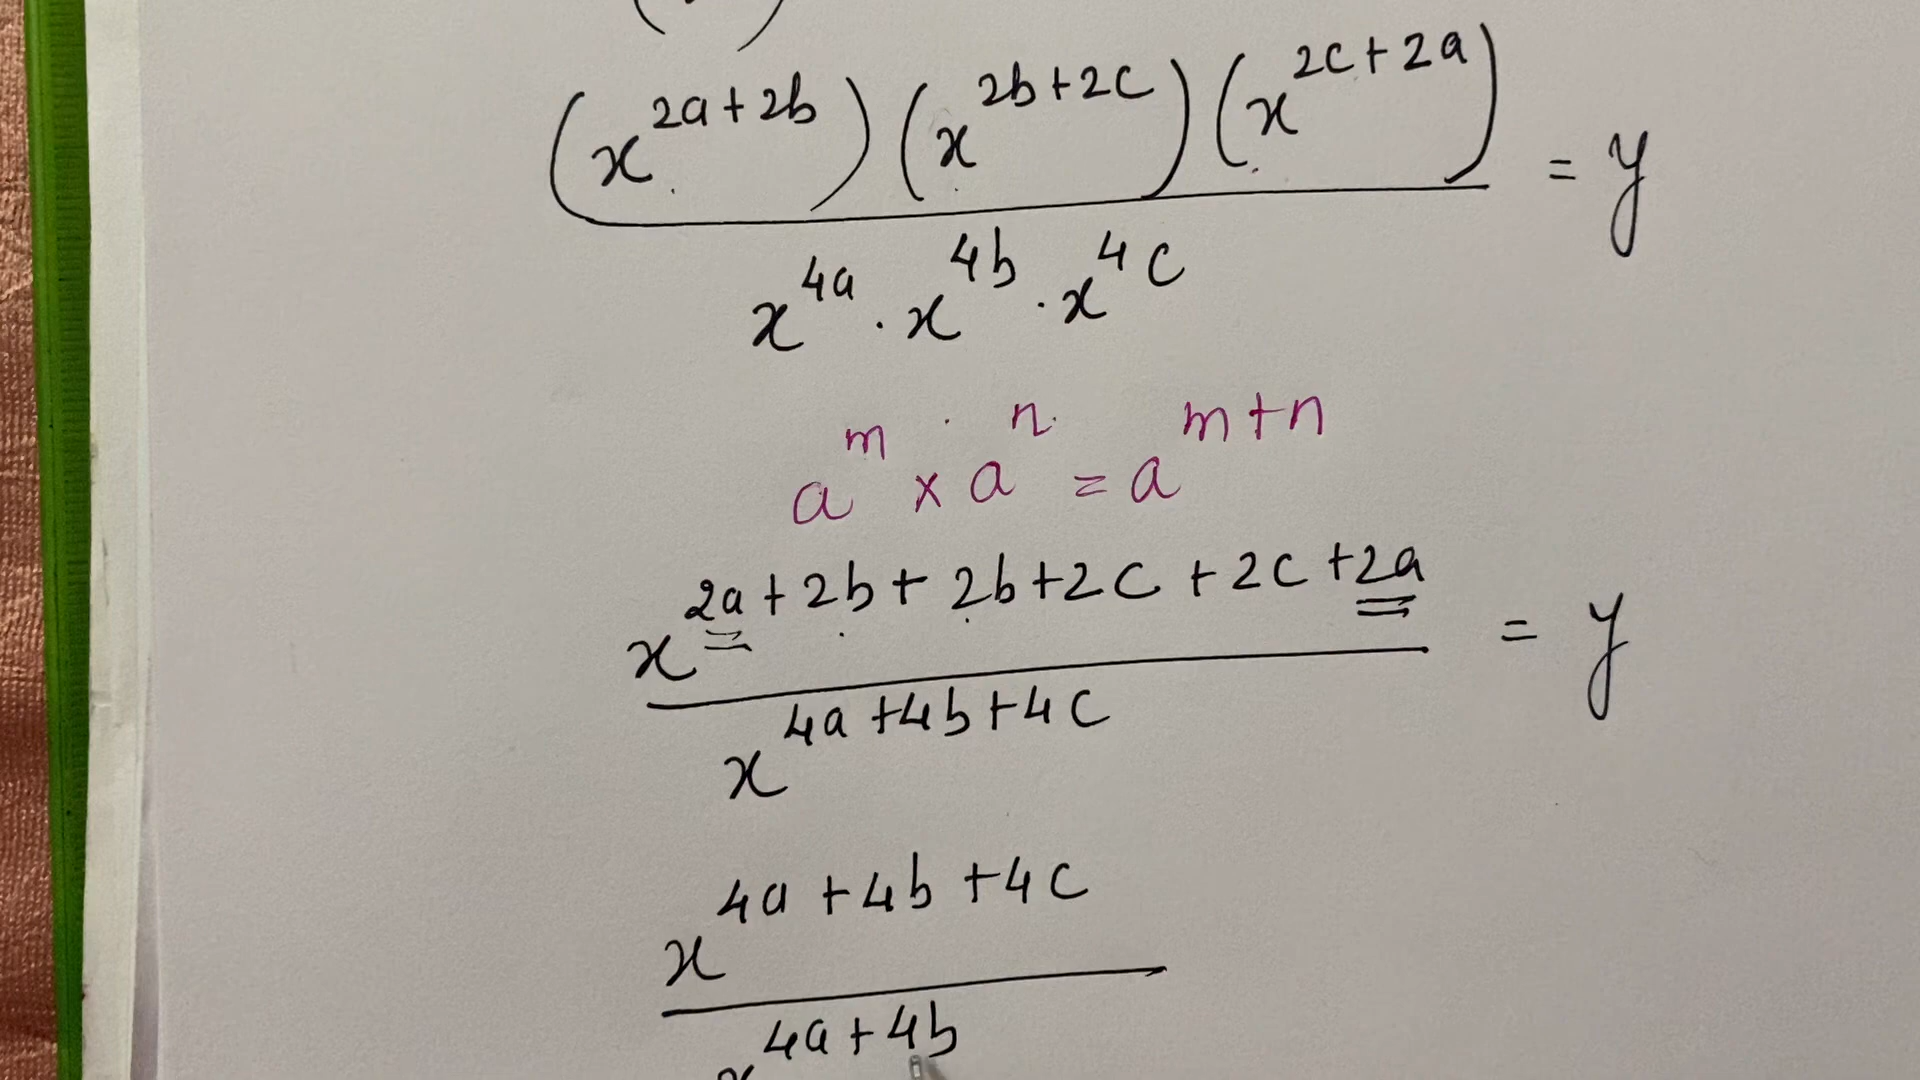 (x^{2a+2b})(x^{2b+2c})(x^{2c+2a}) = y
x^{4a} . x^{4b} . x^{4c}
a^m × a^n = a^{m+n}
x^{2a+2b+2b+2c+2c+2a} = y
x^{4a+4b+4c}
x^{4a+4b+4c}
x^{4a+4b}